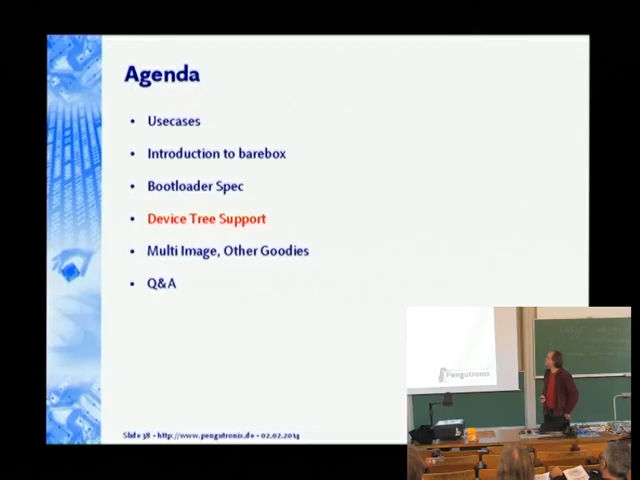 Agenda
• Usecases
• Introduction to barebox
• Bootloader Spec
• Device Tree Support
• Multi Image, Other Goodies
• Q&A
Slide 38 - http://www.pengutronix.de - 02.02.2014
Pengutronix